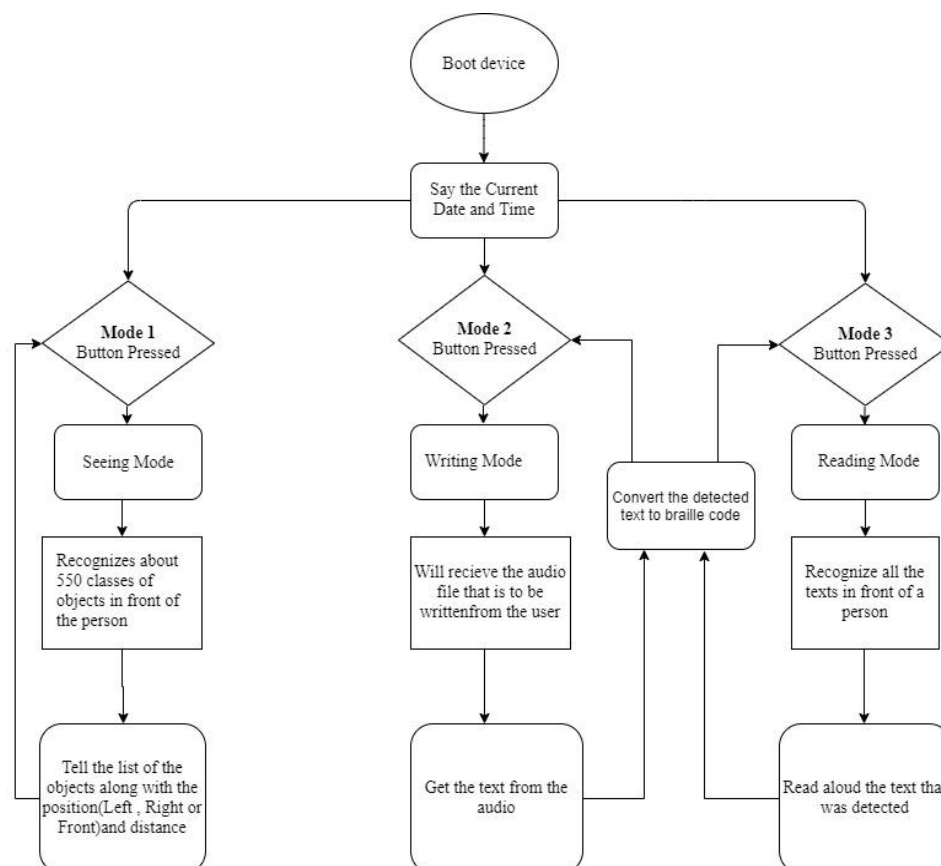 Boot device
Say the Current
Date and Time
Mode 1
Button Pressed
Mode 2
Button Pressed
Mode 3
Button Pressed
Seeing Mode
Writing Mode
Reading Mode
Convert the detected
text to braille code
Recognizes about
550 classes of
objects in front of
the person
Will recieve the audio
file that is to be
writtenfrom the user
Recognize all the
texts in front of a
person
Tell the list of the
objects along with the
position(Left , Right or
Front)and distance
Get the text from the
audio
Read aloud the text tha
was detected